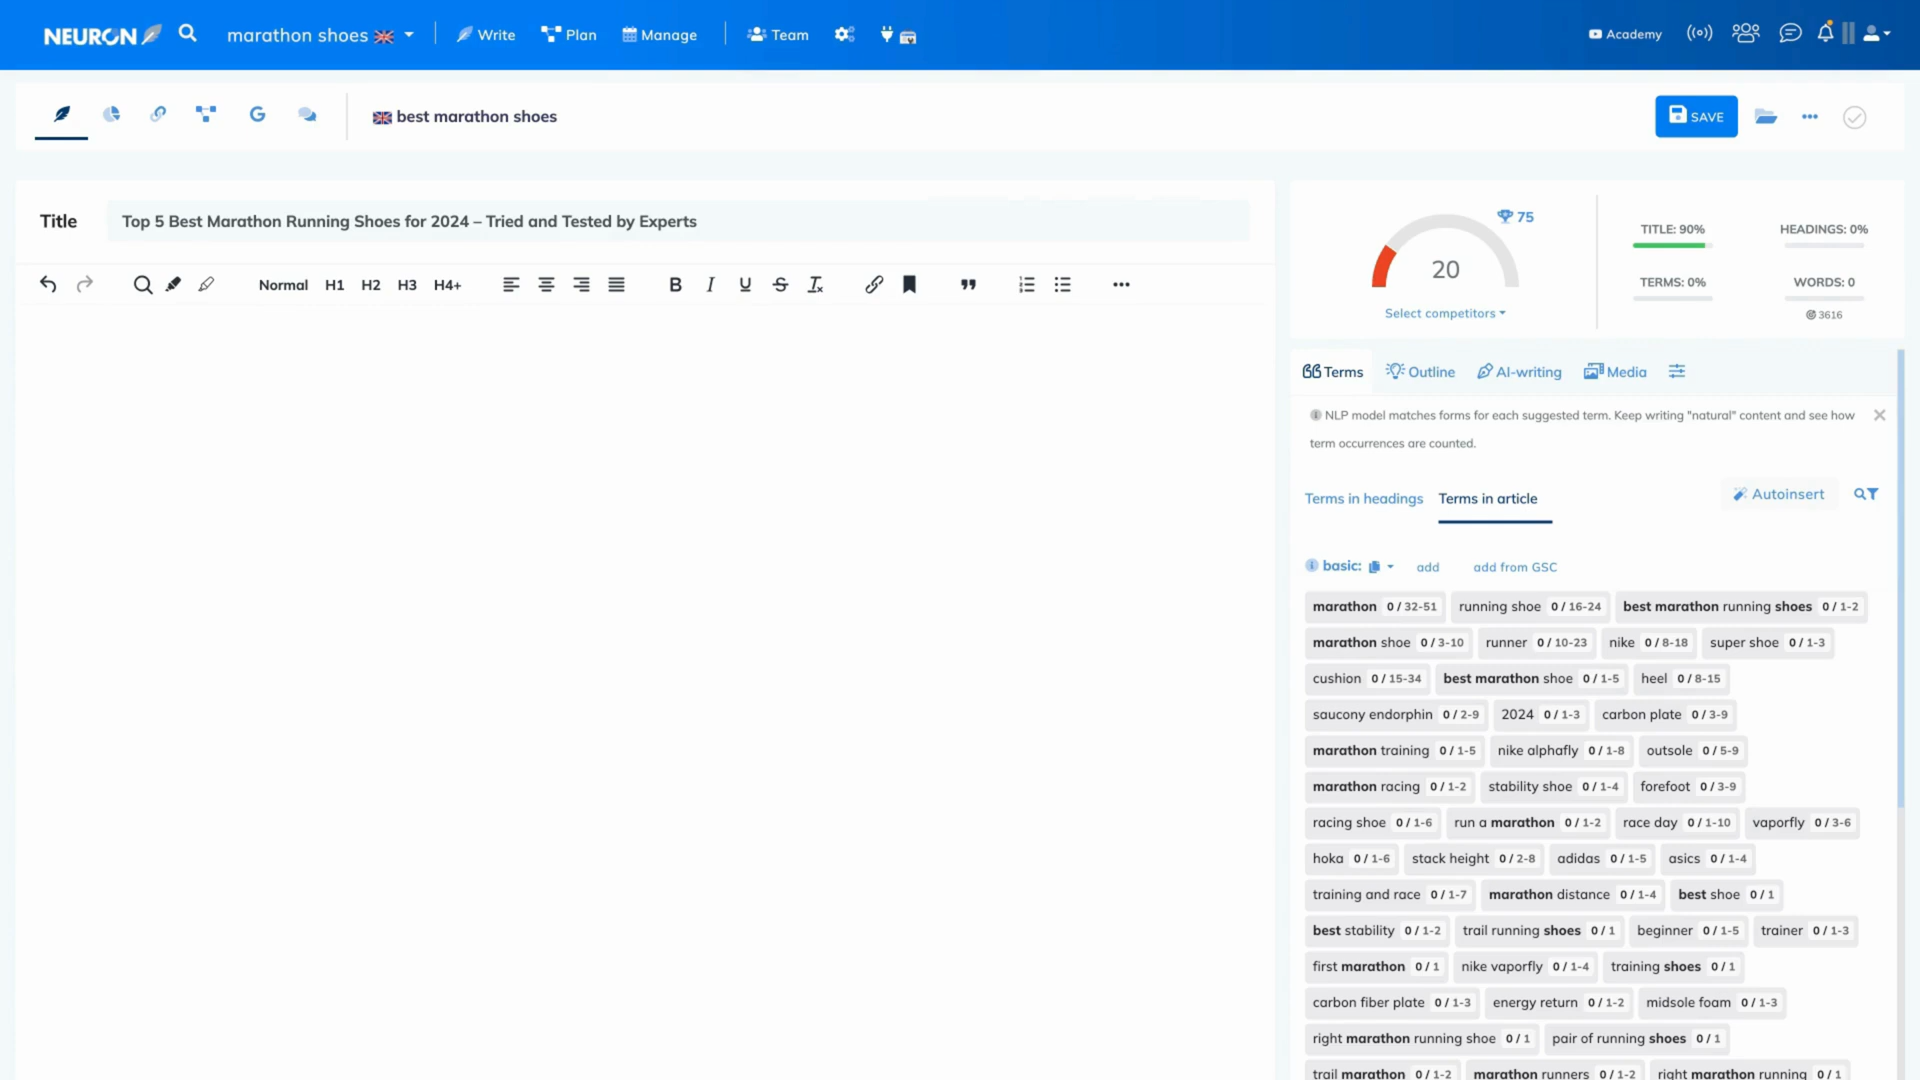 NEURON marathon shoes Write Plan Manage Team Academy
G best marathon shoes SAVE
Title Top 5 Best Marathon Running Shoes for 2024 – Tried and Tested by Experts
Normal H1 H2 H3 H4+ B I U S Tx
75
20
Select competitors
TITLE: 90% HEADINGS: 0%
TERMS: 0% WORDS: 0
3616
Terms Outline AI-writing Media
NLP model matches forms for each suggested term. Keep writing "natural" content and see how
term occurrences are counted.
Terms in headings Terms in article Autoinsert
basic: add add from GSC
marathon 0 / 32-51 running shoe 0 / 16-24 best marathon running shoes 0 / 1-2
marathon shoe 0 / 3-10 runner 0 / 10-23 nike 0 / 8-18 super shoe 0 / 1-3
cushion 0 / 15-34 best marathon shoe 0 / 1-5 heel 0 / 8-15
saucony endorphin 0 / 2-9 2024 0 / 1-3 carbon plate 0 / 3-9
marathon training 0 / 1-5 nike alphafly 0 / 1-8 outsole 0 / 5-9
marathon racing 0 / 1-2 stability shoe 0 / 1-4 forefoot 0 / 3-9
racing shoe 0 / 1-6 run a marathon 0 / 1-2 race day 0 / 1-10 vaporfly 0 / 3-6
hoka 0 / 1-6 stack height 0 / 2-8 adidas 0 / 1-5 asics 0 / 1-4
training and race 0 / 1-7 marathon distance 0 / 1-4 best shoe 0 / 1
best stability 0 / 1-2 trail running shoes 0 / 1 beginner 0 / 1-5 trainer 0 / 1-3
first marathon 0 / 1 nike vaporfly 0 / 1-4 training shoes 0 / 1
carbon fiber plate 0 / 1-3 energy return 0 / 1-2 midsole foam 0 / 1-3
right marathon running shoe 0 / 1 pair of running shoes 0 / 1
trail marathon 0 / 1-2 marathon runners 0 / 1-2 right marathon running 0 / 1